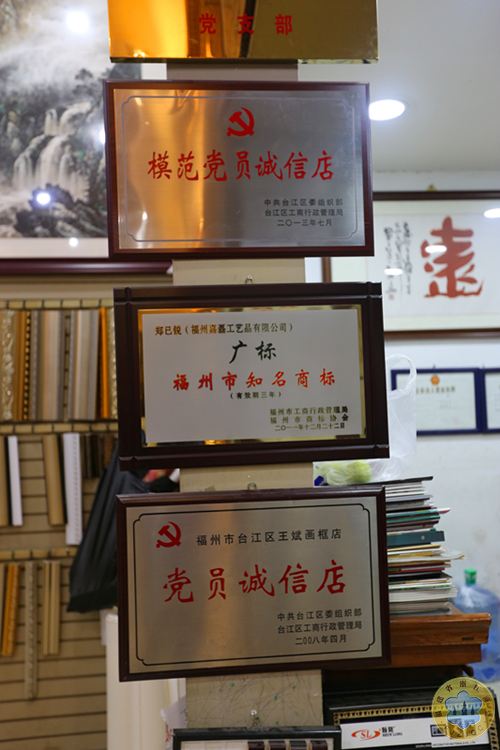 党支部
模范党员诚信店
中共台江区委组织部
台江区工商行政管理局
二〇一三年七月
郑已锐（福州嘉磊工艺品有限公司）
广标
福州市知名商标
（有效期三年）
福州市工商行政管理局
福州市商标协会
二〇一一年十二月二十二日
福州市台江区王斌画框店
党员诚信店
中共台江区委组织部
台江区工商行政管理局
二〇〇八年四月
SL